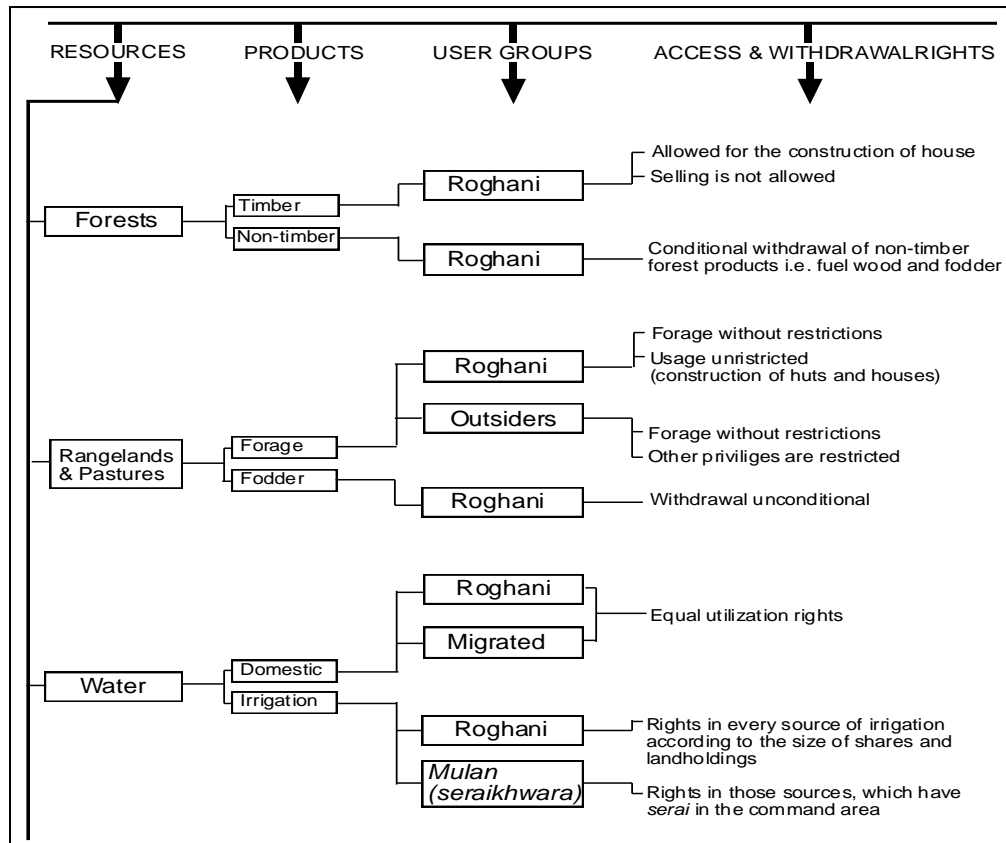 RESOURCES PRODUCTS USER GROUPS ACCESS & WITHDRAWALRIGHTS
Forests
Timber
Non-timber
Roghani
Allowed for the construction of house
Selling is not allowed
Roghani
Conditional withdrawal of non-timber
forest products i.e. fuel wood and fodder
Rangelands
& Pastures
Forage
Fodder
Roghani
Forage without restrictions
Usage unristricted
(construction of huts and houses)
Outsiders
Forage without restrictions
Other priviliges are restricted
Roghani
Withdrawal unconditional
Water
Domestic
Irrigation
Roghani
Migrated
Equal utilization rights
Roghani
Rights in every source of irrigation
according to the size of shares and
landholdings
Mulan
(seraikhwara)
Rights in those sources, which have
serai in the command area